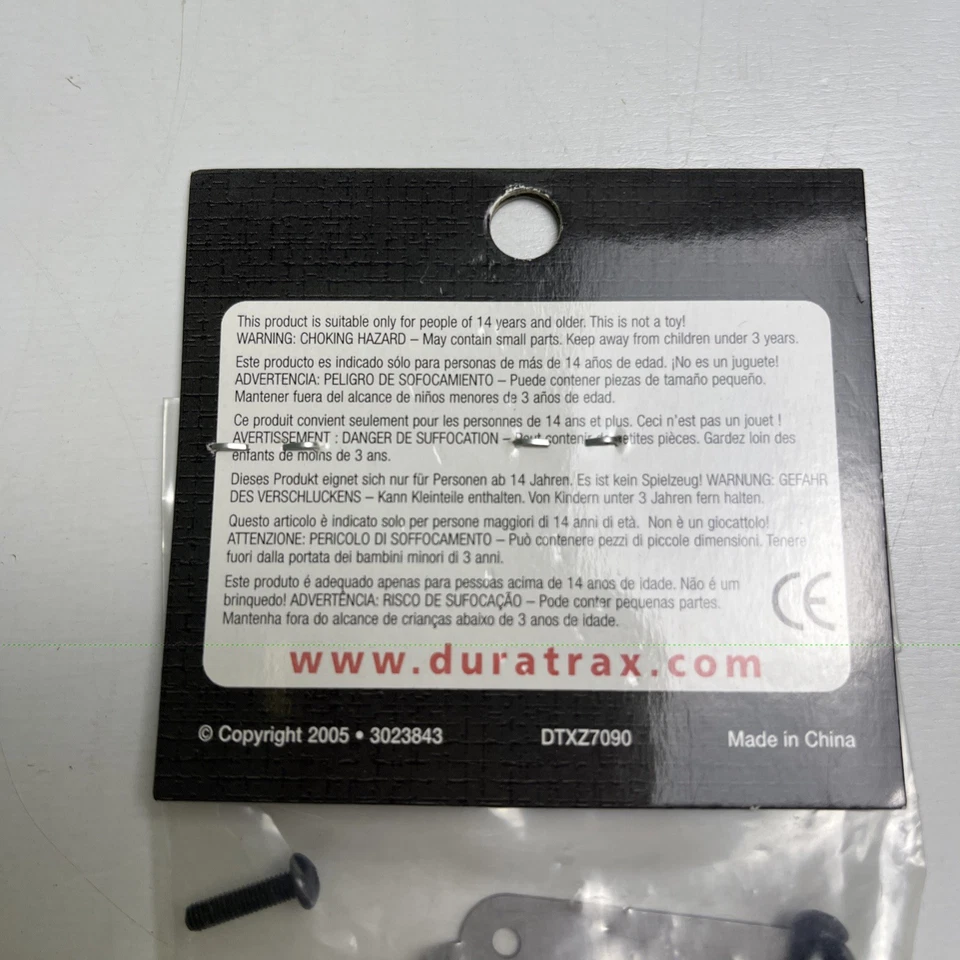 This product is suitable only for people of 14 years and older. This is not a toy!
WARNING: CHOKING HAZARD – May contain small parts. Keep away from children under 3 years.
Este producto es indicado sólo para personas de más de 14 años de edad. ¡No es un juguete!
ADVERTENCIA: PELIGRO DE SOFOCAMIENTO – Puede contener piezas de tamaño pequeño.
Mantener fuera del alcance de niños menores de 3 años de edad.
Ce produit convient seulement pour les personnes de 14 ans et plus. Ceci n'est pas un jouet !
AVERTISSEMENT : DANGER DE SUFFOCATION – Peut contenir petites pièces. Gardez loin des
enfants de moins de 3 ans.
Dieses Produkt eignet sich nur für Personen ab 14 Jahren. Es ist kein Spielzeug! WARNUNG: GEFAHR
DES VERSCHLUCKENS – Kann Kleinteile enthalten. Von Kindern unter 3 Jahren fern halten.
Questo articolo è indicato solo per persone maggiori di 14 anni di età. Non è un giocattolo!
ATTENZIONE: PERICOLO DI SOFFOCAMENTO – Può contenere pezzi di piccole dimensioni. Tenere
fuori dalla portata dei bambini minori di 3 anni.
Este produto é adequado apenas para pessoas acima de 14 anos de idade. Não é um
brinquedo! ADVERTÊNCIA: RISCO DE SUFOCAÇÃO – Pode conter pequenas partes.
Mantenha fora do alcance de crianças abaixo de 3 anos de idade.
CE
www.duratrax.com
© Copyright 2005 • 3023843 DTXZ7090 Made in China